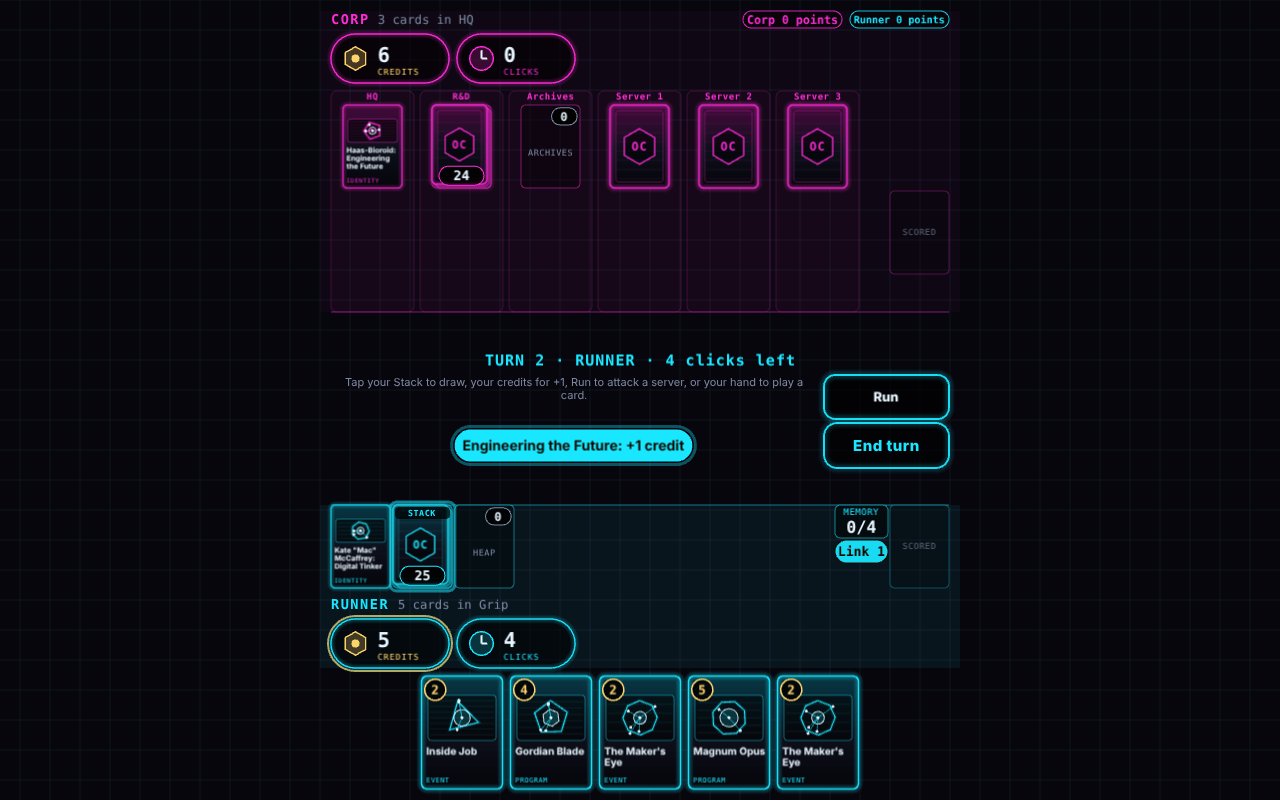 CORP 3 cards in HQ
Corp 0 points
Runner 0 points
6
CREDITS
0
CLICKS
HQ
R&D
Archives
Server 1
Server 2
Server 3
Haas-Bioroid:
Engineering
the Future
IDENTITY
OC
24
0
ARCHIVES
OC
OC
OC
SCORED
TURN 2 · RUNNER · 4 clicks left
Tap your Stack to draw, your credits for +1, Run to attack a server, or your hand to play a
card.
Run
Engineering the Future: +1 credit
End turn
Kate "Mac"
McCaffrey:
Digital Tinker
IDENTITY
STACK
OC
25
0
HEAP
MEMORY
0/4
Link 1
SCORED
RUNNER 5 cards in Grip
5
CREDITS
4
CLICKS
2
Inside Job
EVENT
4
Gordian Blade
PROGRAM
2
The Maker's
Eye
EVENT
5
Magnum Opus
PROGRAM
2
The Maker's
Eye
EVENT